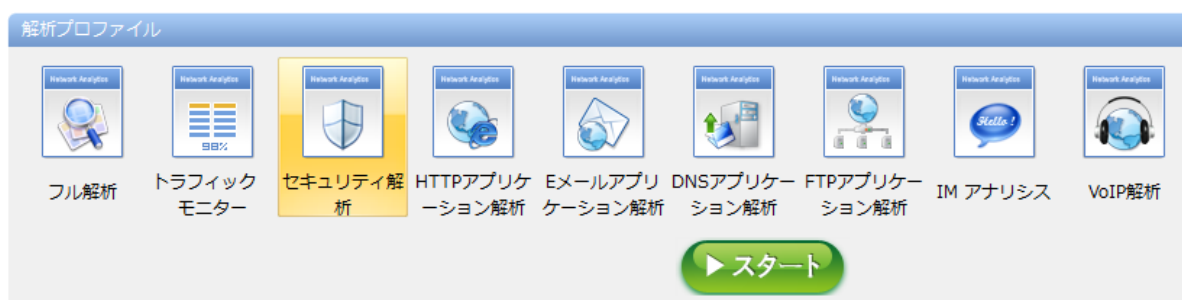 解析プロファイル
Network Analytics
Network Analytics
Network Analytics
Network Analytics
Network Analytics
Network Analytics
Network Analytics
Network Analytics
Network Analytics
98%
Hello !
フル解析
トラフィック
モニター
セキュリティ解
析
HTTPアプリケ
ーション解析
Eメールアプリ
ケーション解析
DNSアプリケー
ション解析
FTPアプリケー
ション解析
IM アナリシス
VoIP解析
スタート